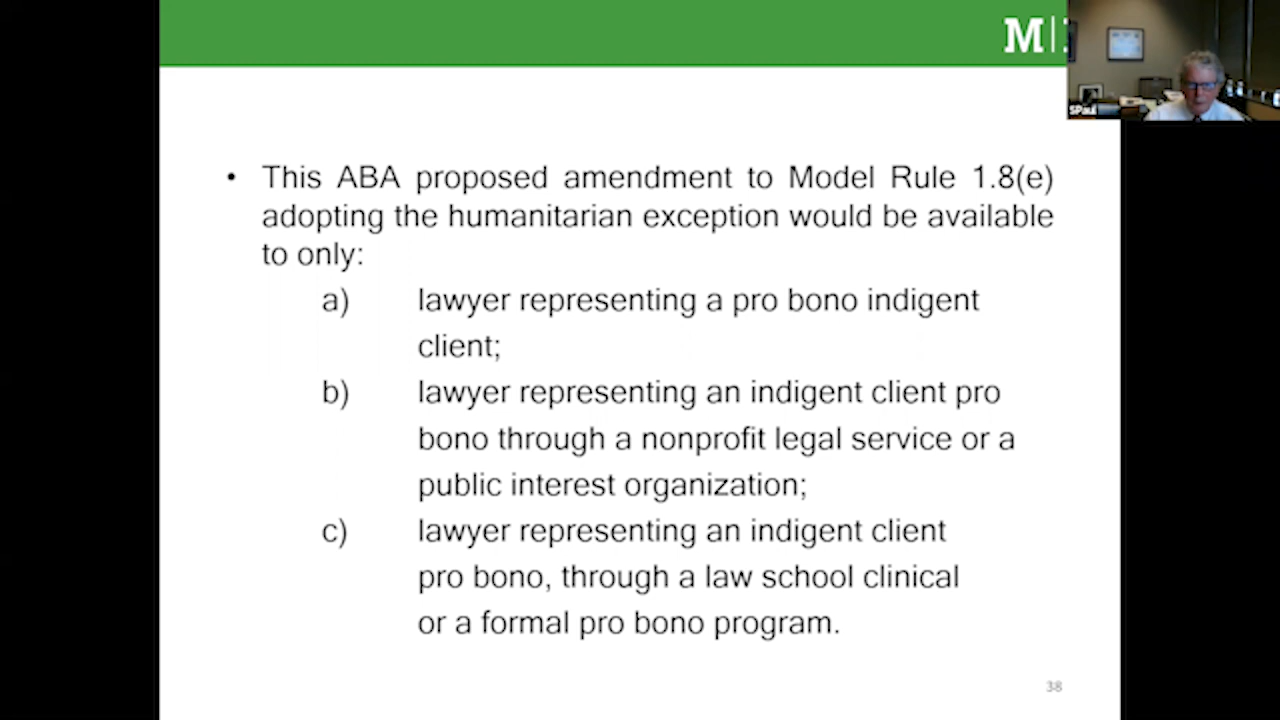 M|
SPaul
• This ABA proposed amendment to Model Rule 1.8(e)
adopting the humanitarian exception would be available
to only:
a) lawyer representing a pro bono indigent
client;
b) lawyer representing an indigent client pro
bono through a nonprofit legal service or a
public interest organization;
c) lawyer representing an indigent client
pro bono, through a law school clinical
or a formal pro bono program.
38